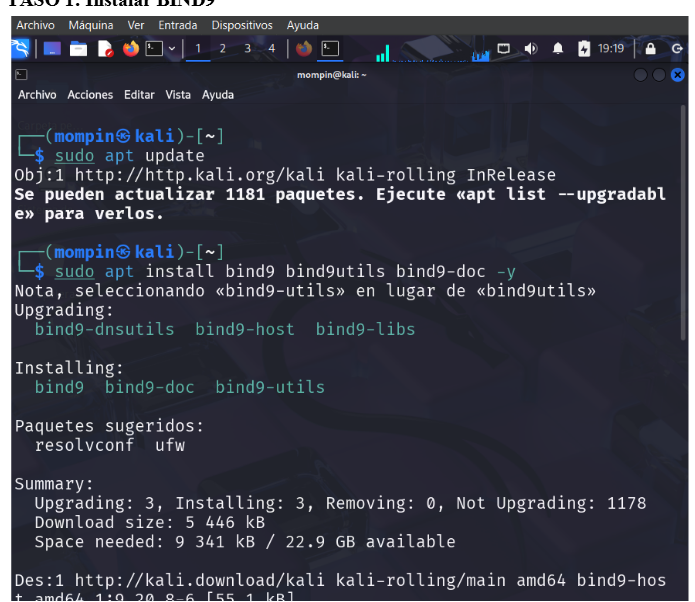 PASO 1: Instalar BIND9
Archivo Máquina Ver Entrada Dispositivos Ayuda
1 2 3 4 19:19
mompin@kali: ~
Archivo Acciones Editar Vista Ayuda
┌──(mompin㉿kali)-[~]
└─$ sudo apt update
Obj:1 http://http.kali.org/kali kali-rolling InRelease
Se pueden actualizar 1181 paquetes. Ejecute «apt list --upgradabl
e» para verlos.
┌──(mompin㉿kali)-[~]
└─$ sudo apt install bind9 bind9utils bind9-doc -y
Nota, seleccionando «bind9-utils» en lugar de «bind9utils»
Upgrading:
bind9-dnsutils bind9-host bind9-libs
Installing:
bind9 bind9-doc bind9-utils
Paquetes sugeridos:
resolvconf ufw
Summary:
Upgrading: 3, Installing: 3, Removing: 0, Not Upgrading: 1178
Download size: 5 446 kB
Space needed: 9 341 kB / 22.9 GB available
Des:1 http://kali.download/kali kali-rolling/main amd64 bind9-hos
t amd64 1:9.20.8-6 [55.1 kB]